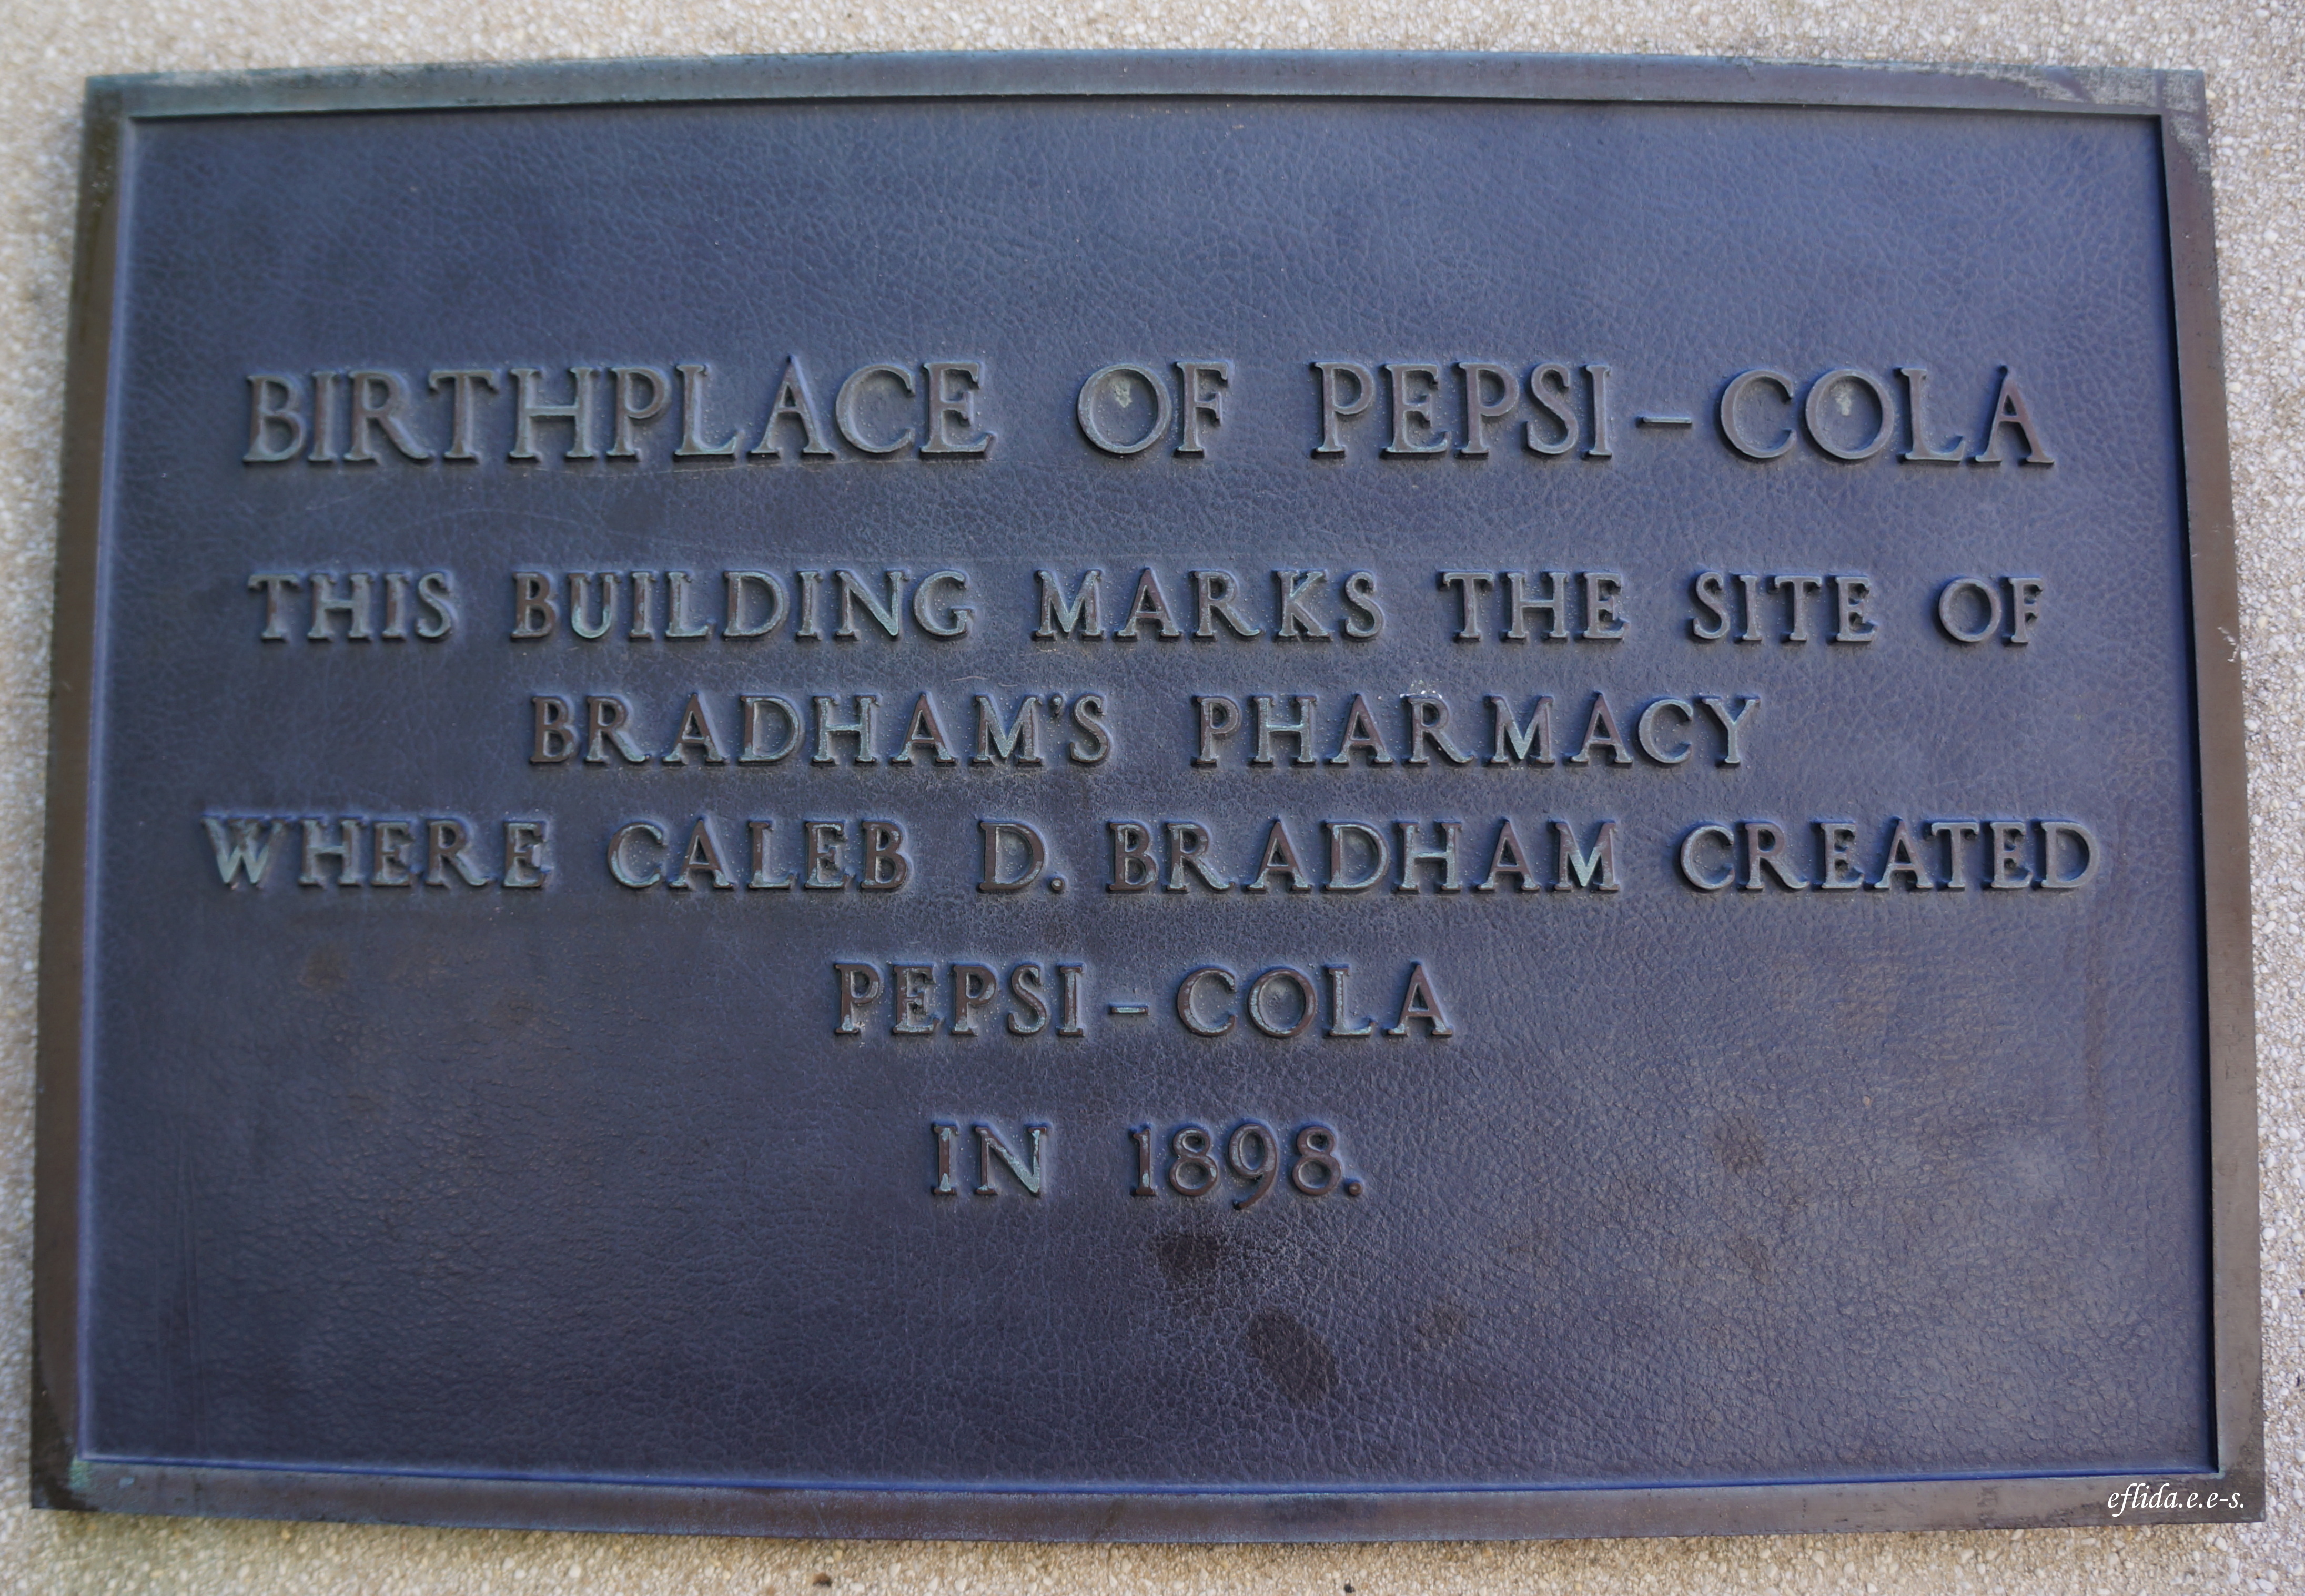 BIRTHPLACE OF PEPSI-COLA
THIS BUILDING MARKS THE SITE OF
BRADHAM'S PHARMACY
WHERE CALEB D. BRADHAM CREATED
PEPSI-COLA
IN 1898.
eflida.e.e-s.